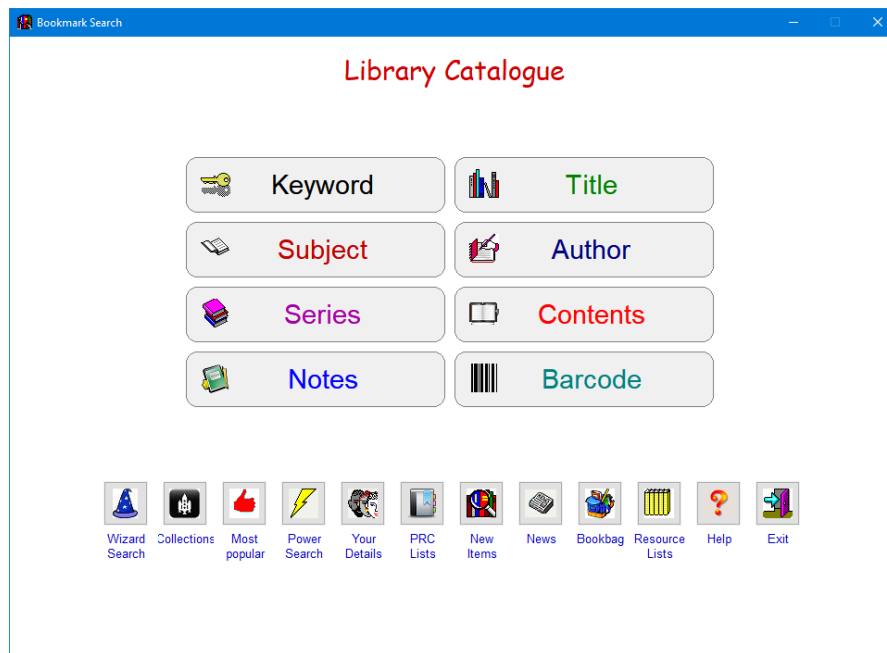 Bookmark Search
Library Catalogue
Keyword
Title
Subject
Author
Series
Contents
Notes
Barcode
Wizard
Search
Collections
Most
popular
Power
Search
Your
Details
PRC
Lists
New
Items
News
Bookbag
Resource
Lists
Help
Exit